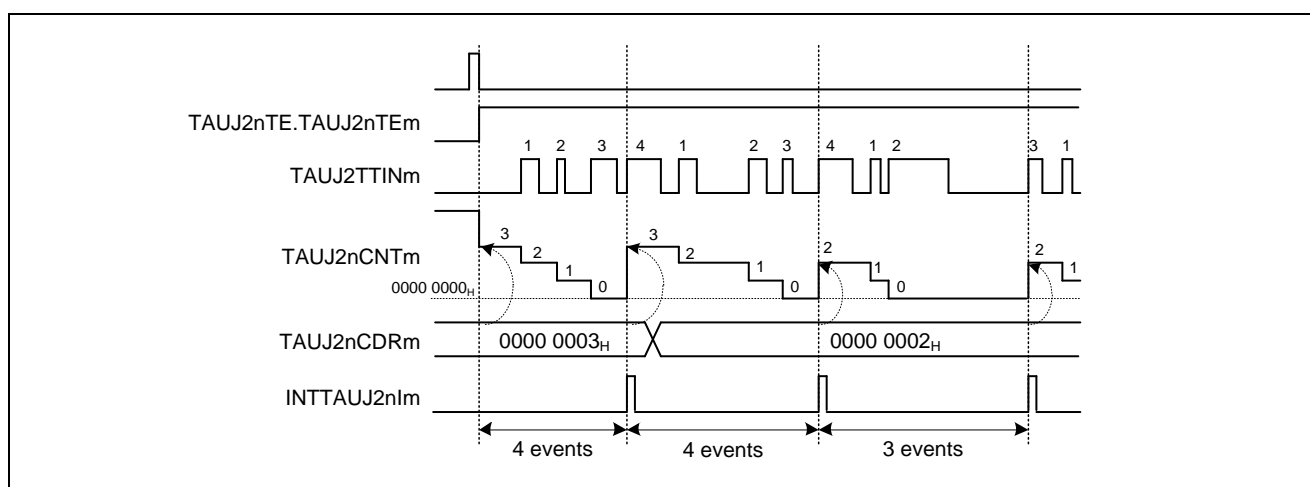 TAUJ2nTE.TAUJ2nTEm
1 2 3 4 1 2 3 4 1 2 3 1
TAUJ2TTINm
3 2 1 0 3 2 1 0 2 1 0 2 1
TAUJ2nCNTm
0000 0000H
TAUJ2nCDRm
0000 0003H 0000 0002H
INTTAUJ2nIm
4 events 4 events 3 events